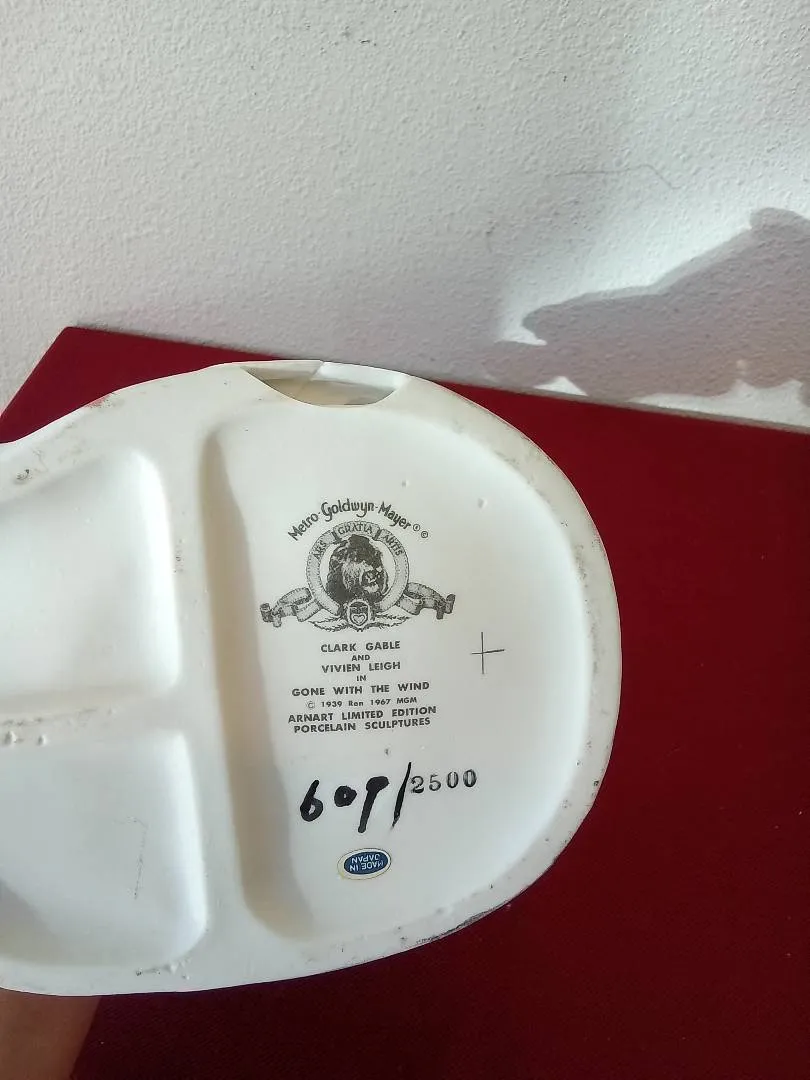 Metro-Goldwyn-Mayer ® ©
ARS GRATIA ARTIS
CLARK GABLE
AND
VIVIEN LEIGH
IN
GONE WITH THE WIND
© 1939 Ren 1967 MGM
ARNART LIMITED EDITION
PORCELAIN SCULPTURES
609/2500
MADE IN
JAPAN